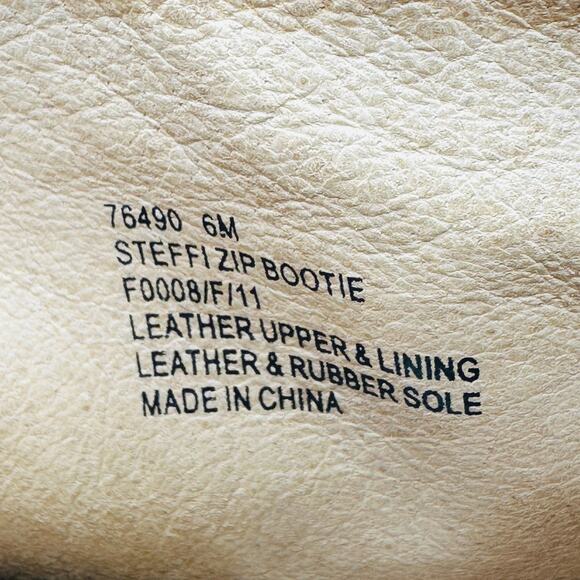 76490 6M
STEFFI ZIP BOOTIE
F0008/F/11
LEATHER UPPER & LINING
LEATHER & RUBBER SOLE
MADE IN CHINA